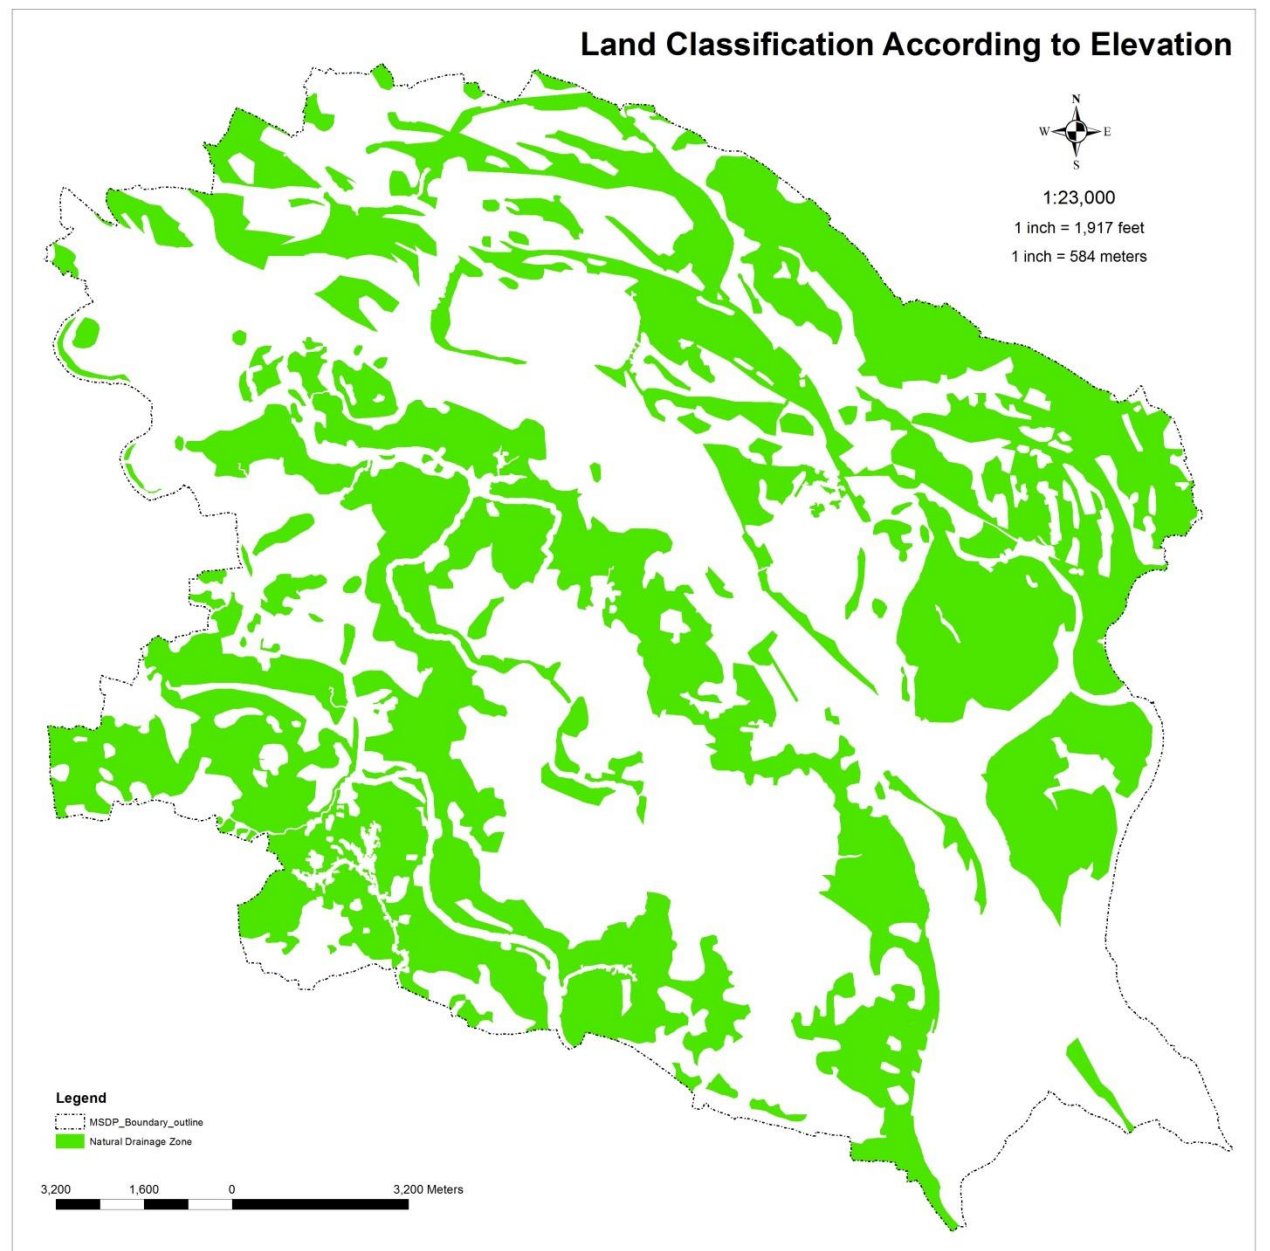 Land Classification According to Elevation
N
W E
S
1:23,000
1 inch = 1,917 feet
1 inch = 584 meters
Legend
MSDP_Boundary_outline
Natural Drainage Zone
3,200 1,600 0 3,200 Meters